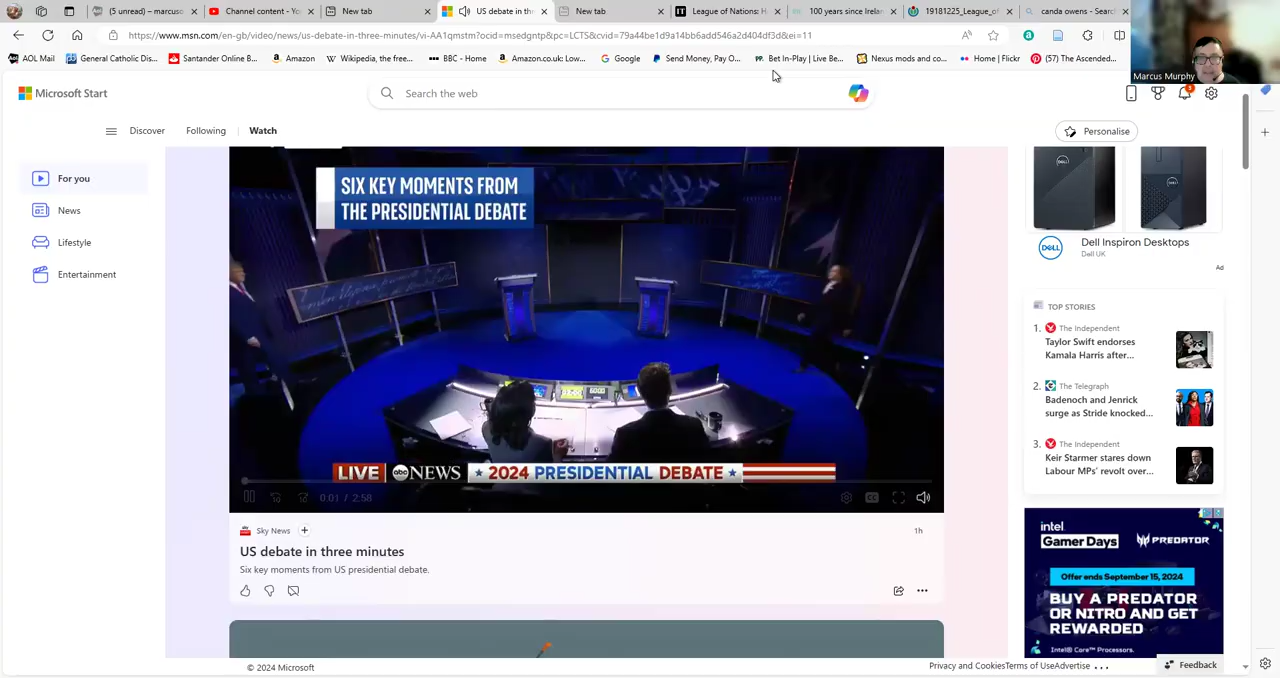 (5 unread) – marcuso
Channel content - Yo
New tab
US debate in thr
New tab
League of Nations: H
100 years since Irelan
19181225_League_of
canda owens - Searc
https://www.msn.com/en-gb/video/news/us-debate-in-three-minutes/vi-AA1qmstm?ocid=msedgntp&pc=LCTS&cvid=79a44be1d9a14bb6add546a2d404df3d&ei=11
AOL Mail
General Catholic Dis...
Santander Online B...
Amazon
Wikipedia, the free...
BBC - Home
Amazon.co.uk: Low...
Google
Send Money, Pay O...
Bet In-Play | Live Be...
Nexus mods and co...
Home | Flickr
(57) The Ascended...
Marcus Murphy
Microsoft Start
Search the web
Discover
Following
Watch
Personalise
For you
News
Lifestyle
Entertainment
SIX KEY MOMENTS FROM
THE PRESIDENTIAL DEBATE
LIVE abc NEWS 2024 PRESIDENTIAL DEBATE
0:01 / 2:58
Sky News
1h
US debate in three minutes
Six key moments from US presidential debate.
DELL
Dell Inspiron Desktops
Dell UK
Ad
TOP STORIES
1. The Independent
Taylor Swift endorses
Kamala Harris after...
2. The Telegraph
Badenoch and Jenrick
surge as Stride knocked...
3. The Independent
Keir Starmer stares down
Labour MPs' revolt over...
intel
Gamer Days
PREDATOR
Offer ends September 15, 2024
BUY A PREDATOR
OR NITRO AND GET
REWARDED
Intel® Core™ Processors.
© 2024 Microsoft
Privacy and Cookies
Terms of Use
Advertise
...
Feedback